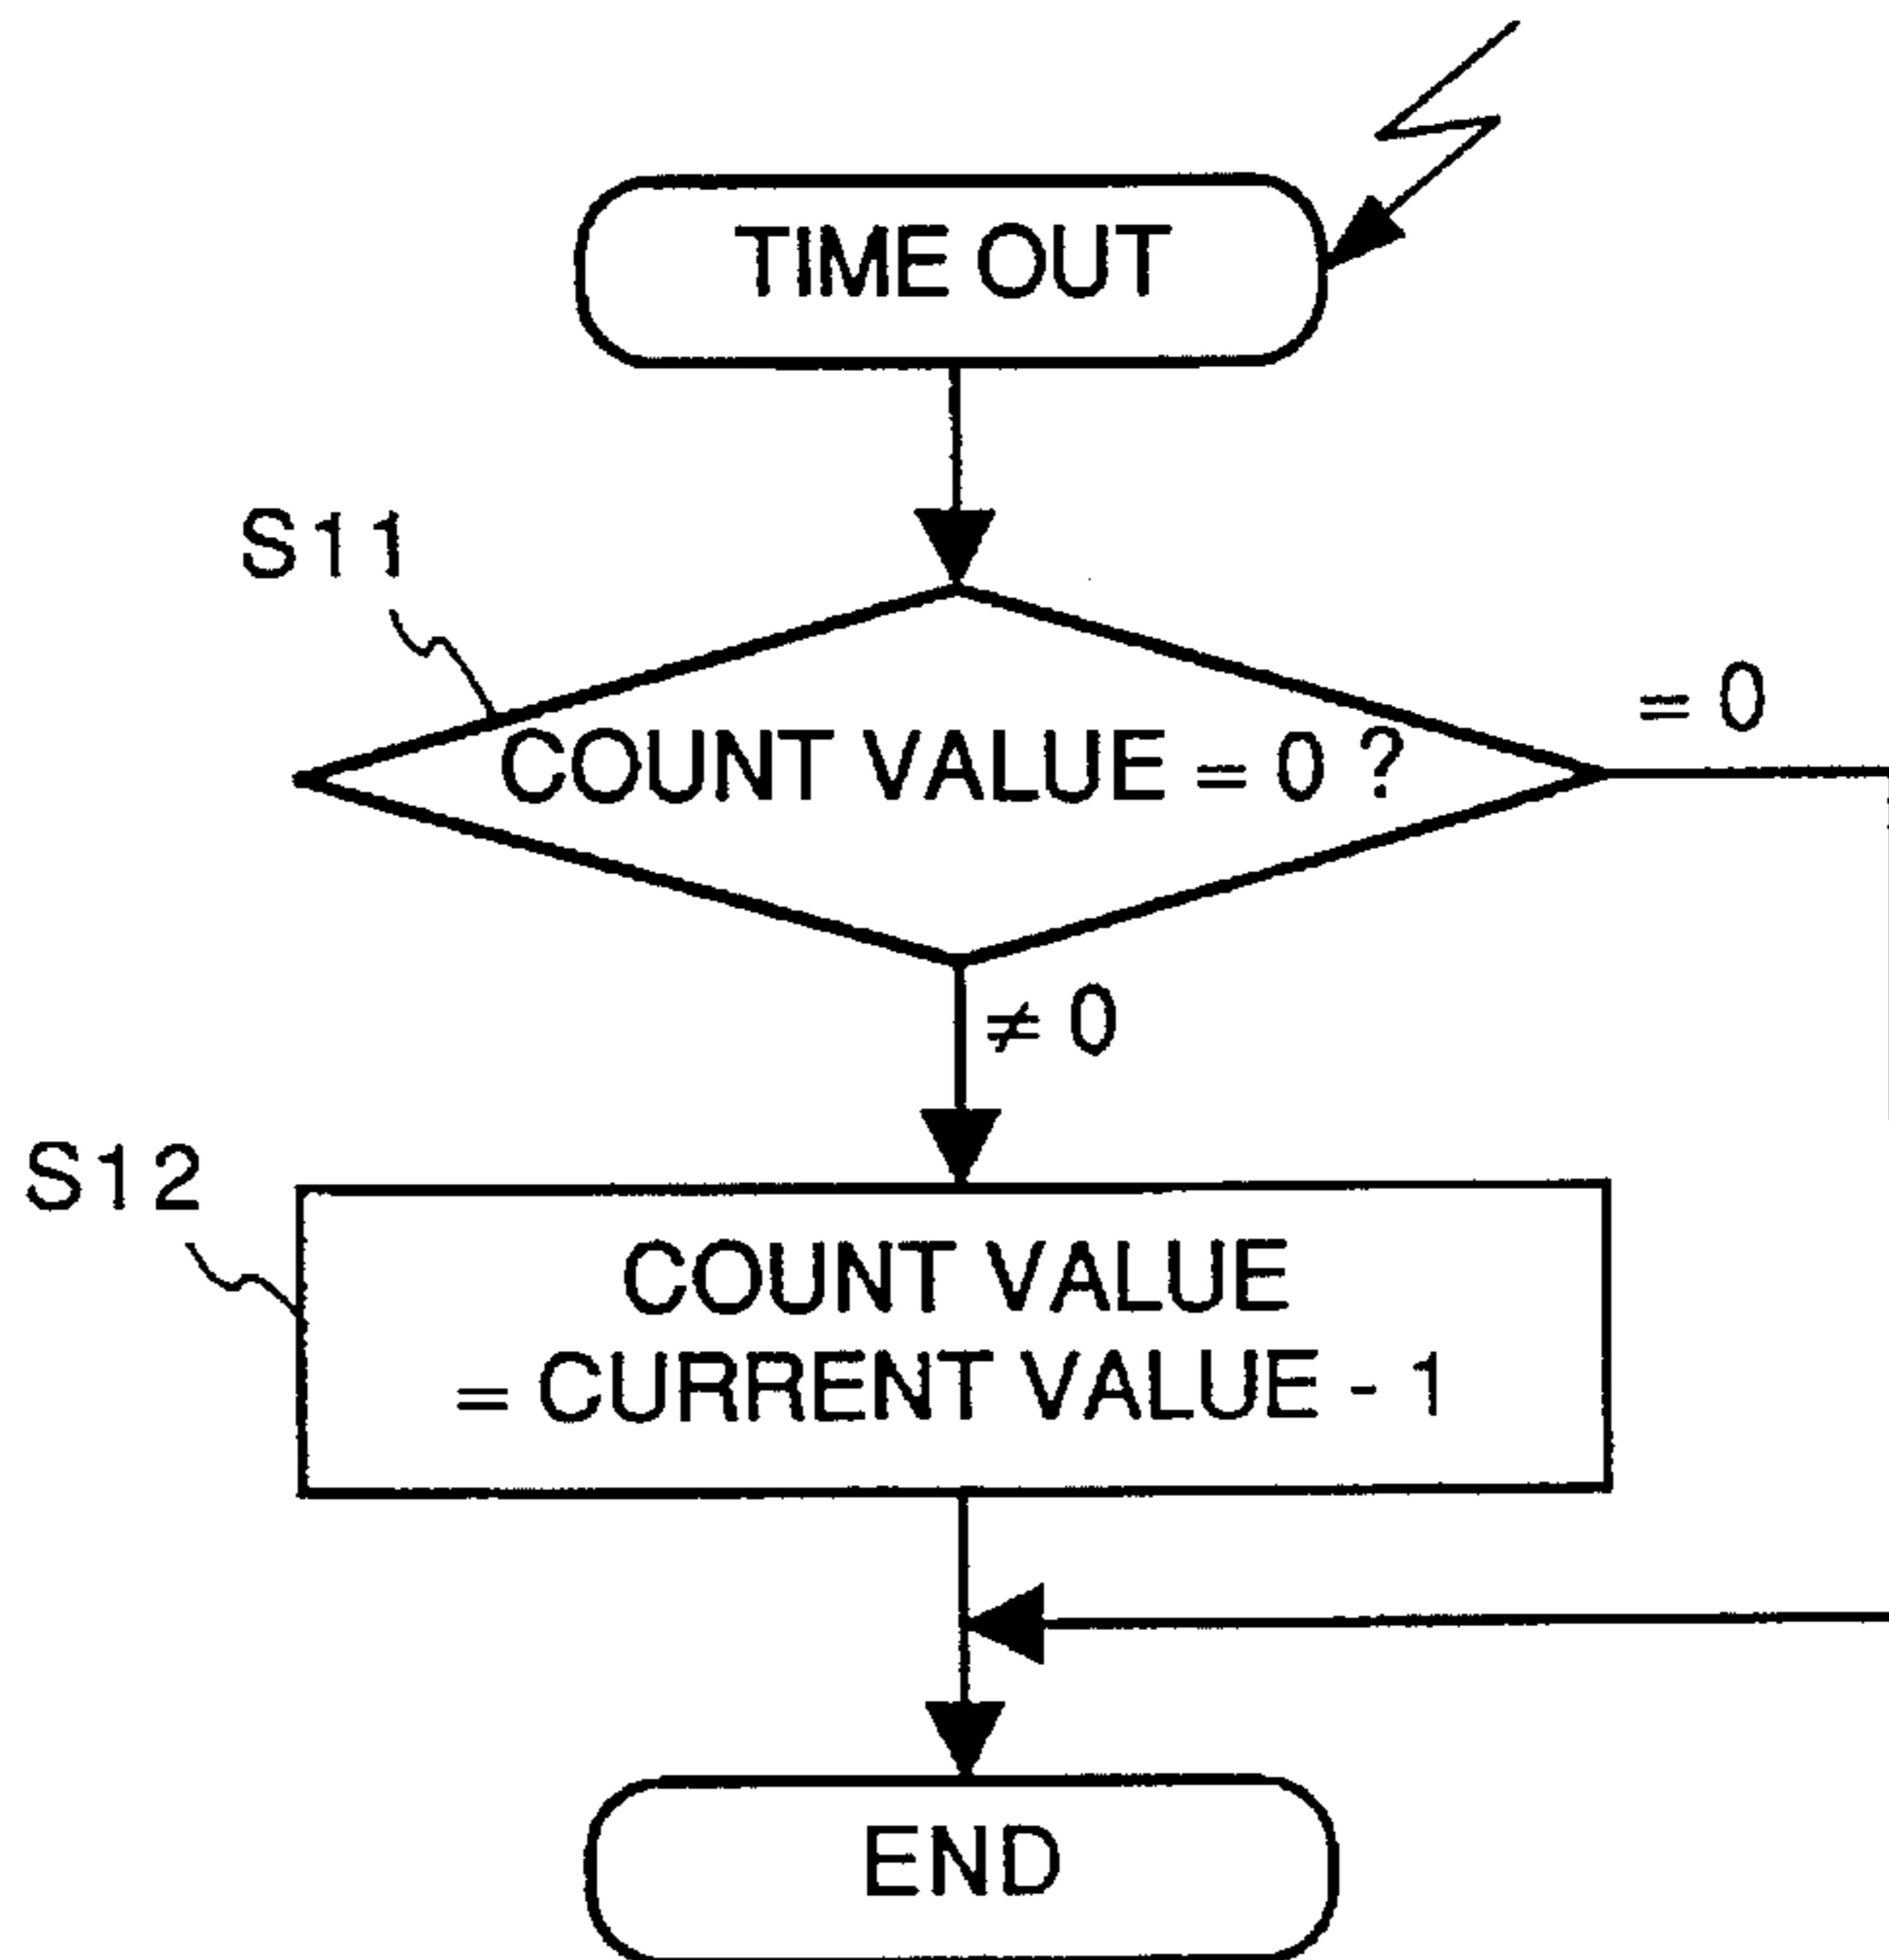 TIME OUT
S11
COUNT VALUE = 0 ?
= 0
≠ 0
S12
COUNT VALUE
= CURRENT VALUE - 1
END